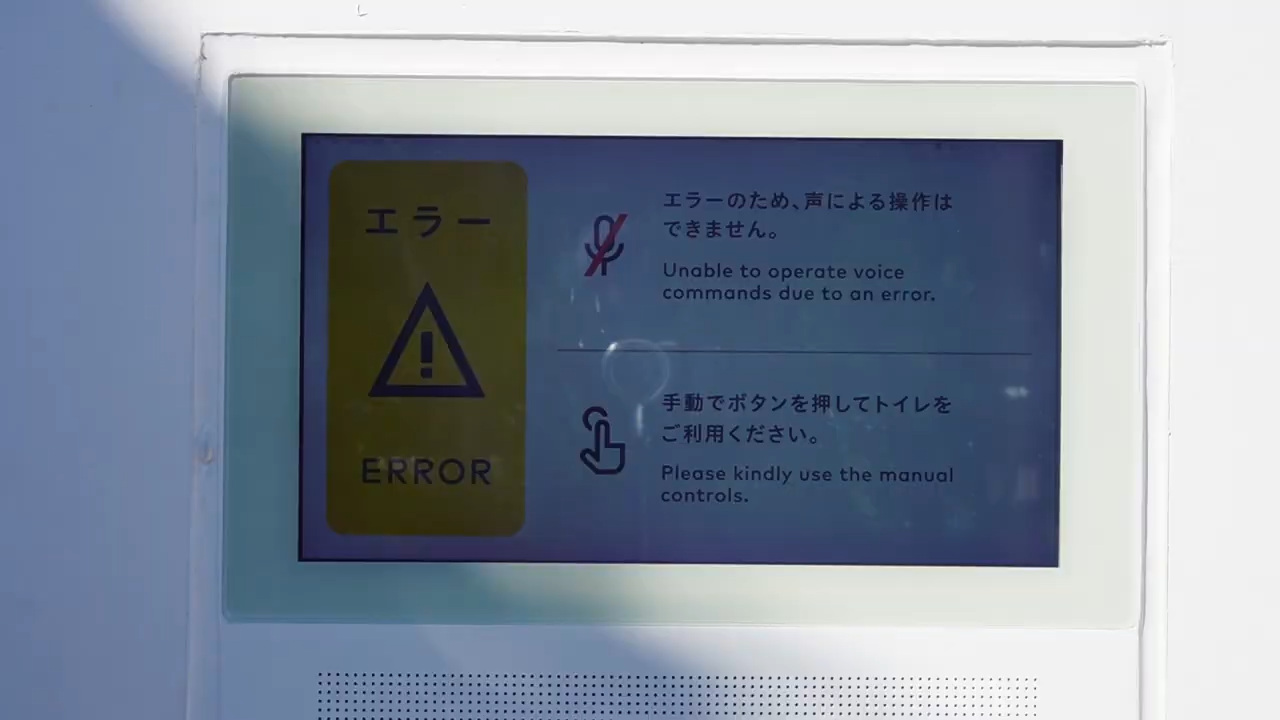 エラー
ERROR
エラーのため、声による操作は
できません。
Unable to operate voice
commands due to an error.
手動でボタンを押してトイレを
ご利用ください。
Please kindly use the manual
controls.